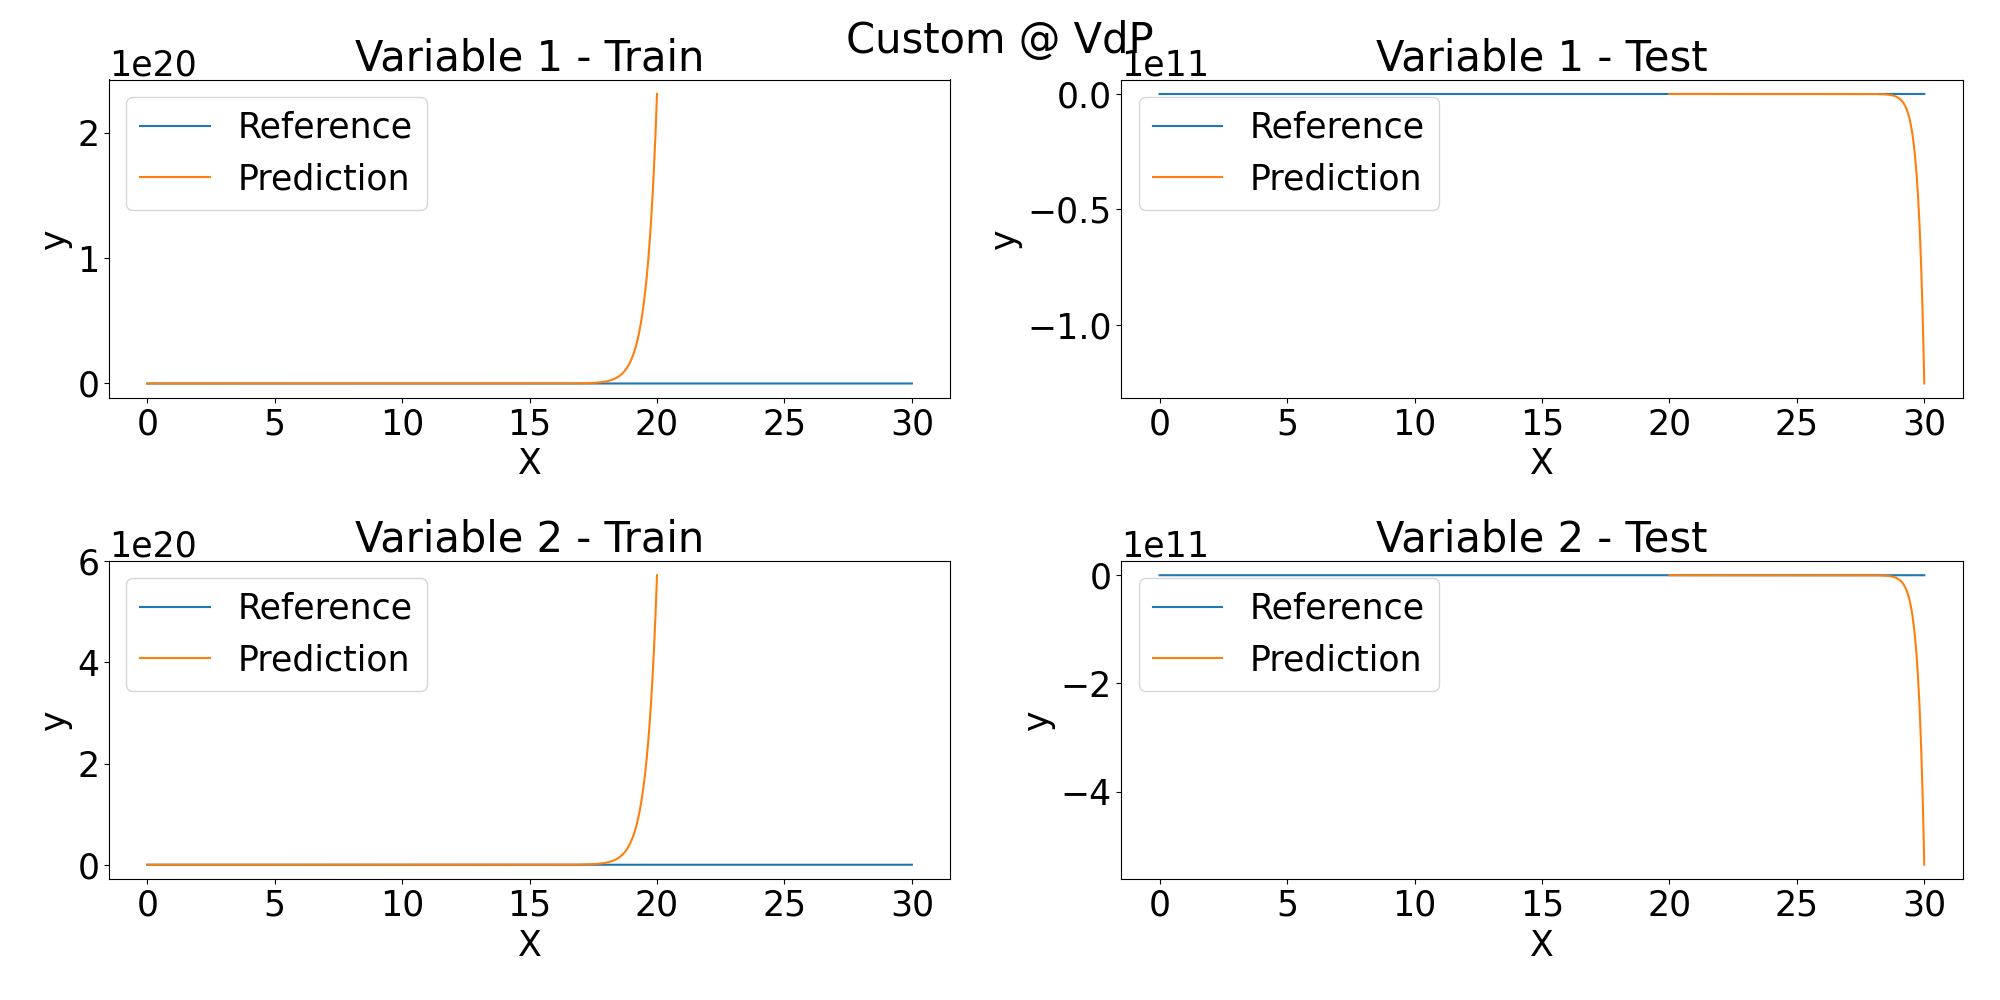 Custom @ VdP
Variable 1 - Train
1e20
Reference
Prediction
2
1
0
y
0 5 10 15 20 25 30
X
Variable 1 - Test
1e11
Reference
Prediction
0.0
−0.5
−1.0
y
0 5 10 15 20 25 30
X
Variable 2 - Train
1e20
Reference
Prediction
6
4
2
0
y
0 5 10 15 20 25 30
X
Variable 2 - Test
1e11
Reference
Prediction
0
−2
−4
y
0 5 10 15 20 25 30
X